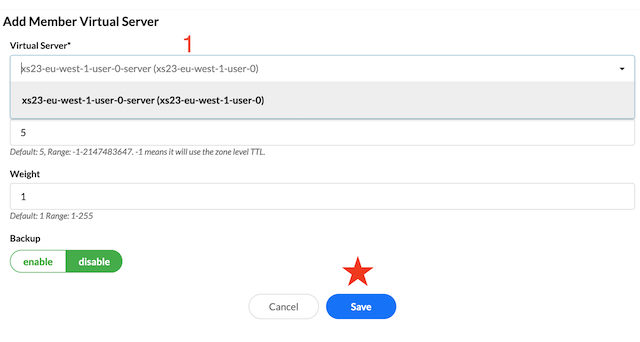 Add Member Virtual Server
1
Virtual Server*
xs23-eu-west-1-user-0-server (xs23-eu-west-1-user-0)
xs23-eu-west-1-user-0-server (xs23-eu-west-1-user-0)
5
Default: 5, Range: -1-2147483647. -1 means it will use the zone level TTL.
Weight
1
Default: 1 Range: 1-255
Backup
enable disable
Cancel Save